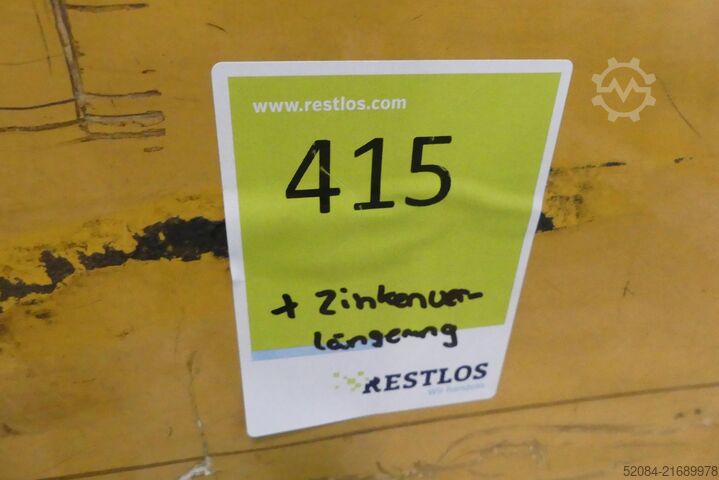 www.restlos.com
415
+ Zinkenver-
längerung
RESTLOS
Wir handeln.
52084-21689978